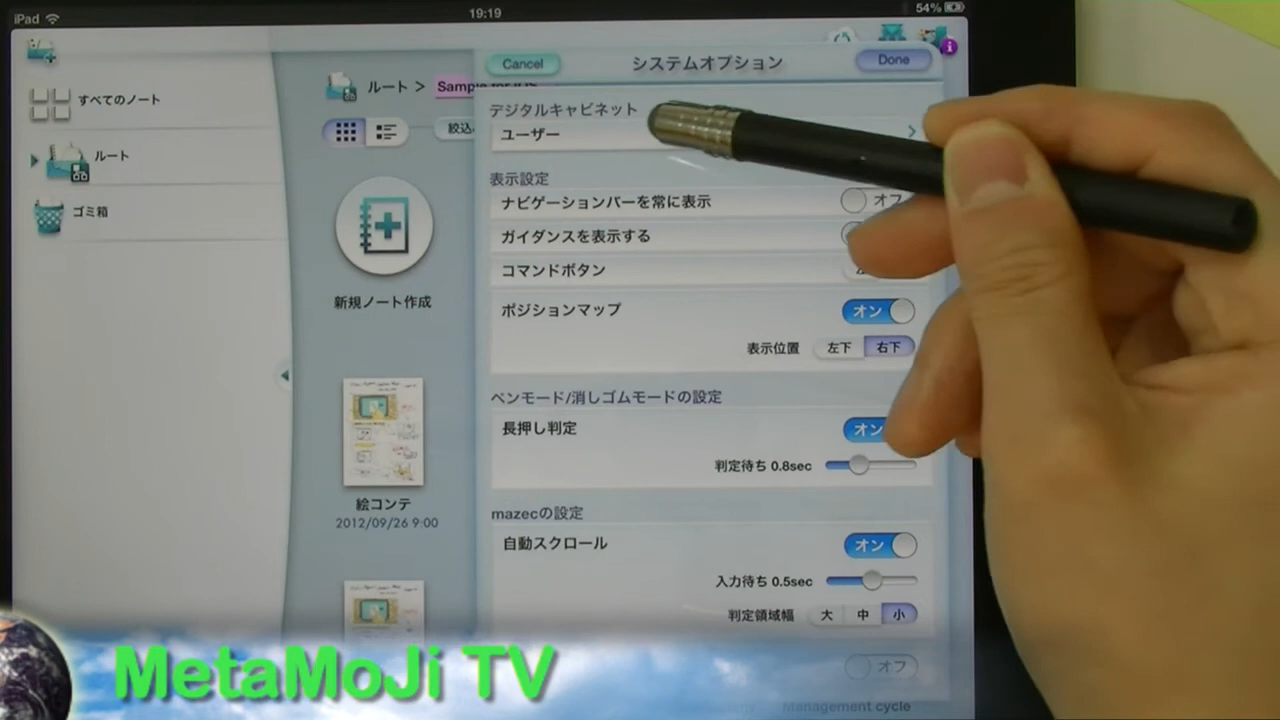 iPad
19:19
54%
Cancel
システムオプション
Done
すべてのノート
ルート
ゴミ箱
ルート >
絞込
新規ノート作成
絵コンテ
2012/09/26 9:00
デジタルキャビネット
ユーザー
表示設定
ナビゲーションバーを常に表示
オフ
ガイダンスを表示する
コマンドボタン
ポジションマップ
オン
表示位置
左下
右下
ペンモード/消しゴムモードの設定
長押し判定
オン
判定待ち 0.8sec
mazecの設定
自動スクロール
オン
入力待ち 0.5sec
判定領域幅
大
中
小
オフ
Management cycle
MetaMoJi TV